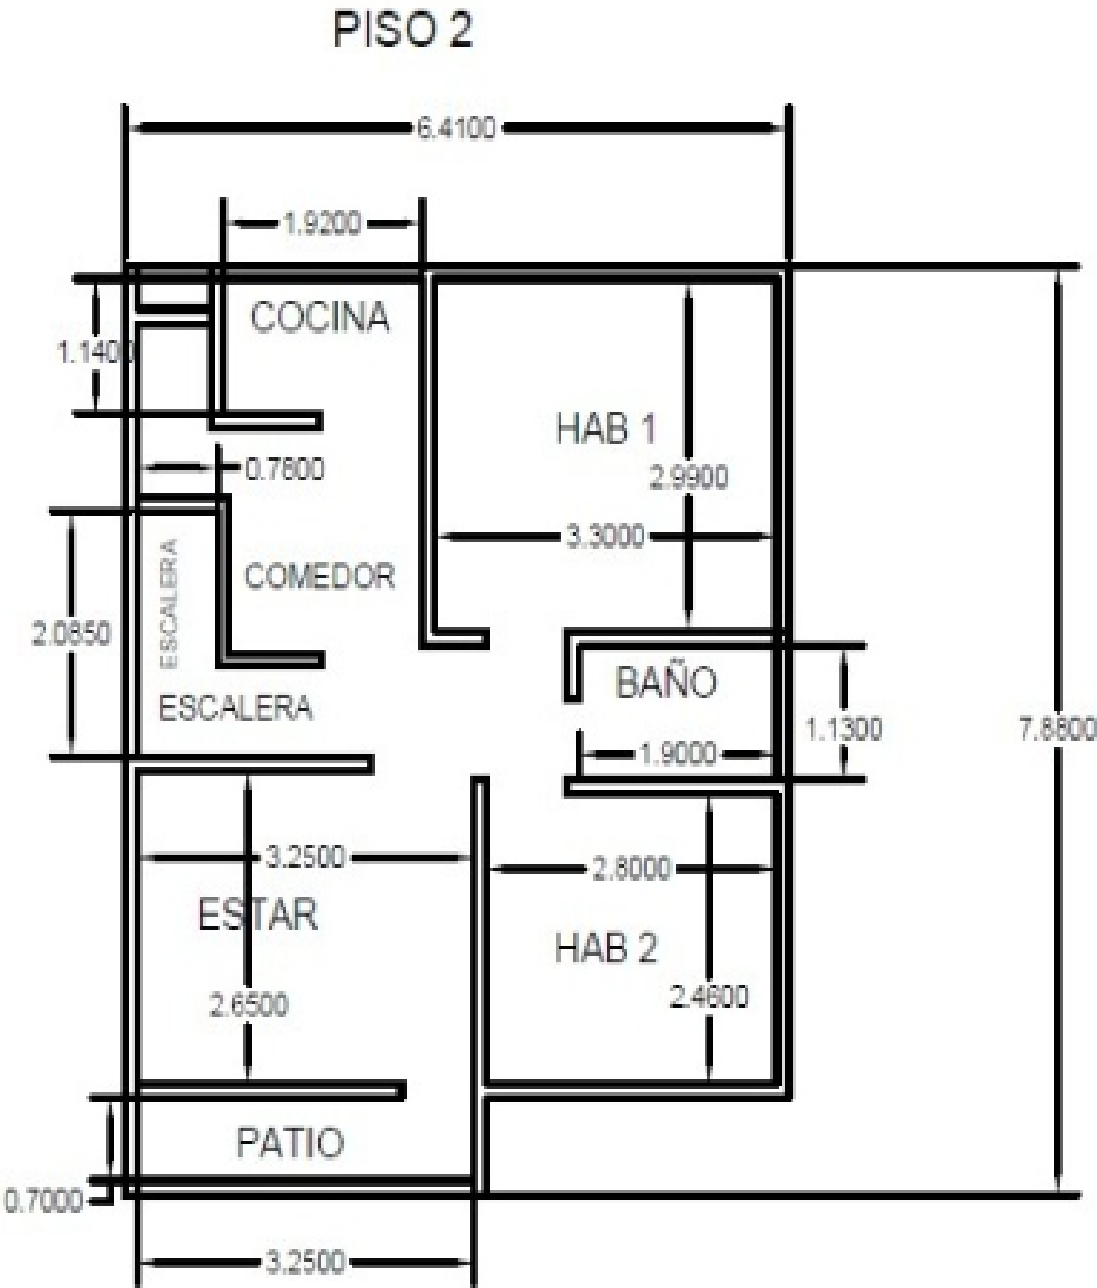 PISO 2
6.4100
1.9200
COCINA
1.1400
HAB 1
0.7800
2.9900
3.3000
ESCALERA
COMEDOR
2.0850
BAÑO
ESCALERA
1.1300
7.8800
1.9000
3.2500
2.8000
ESTAR
HAB 2
2.6500
2.4600
PATIO
0.7000
3.2500